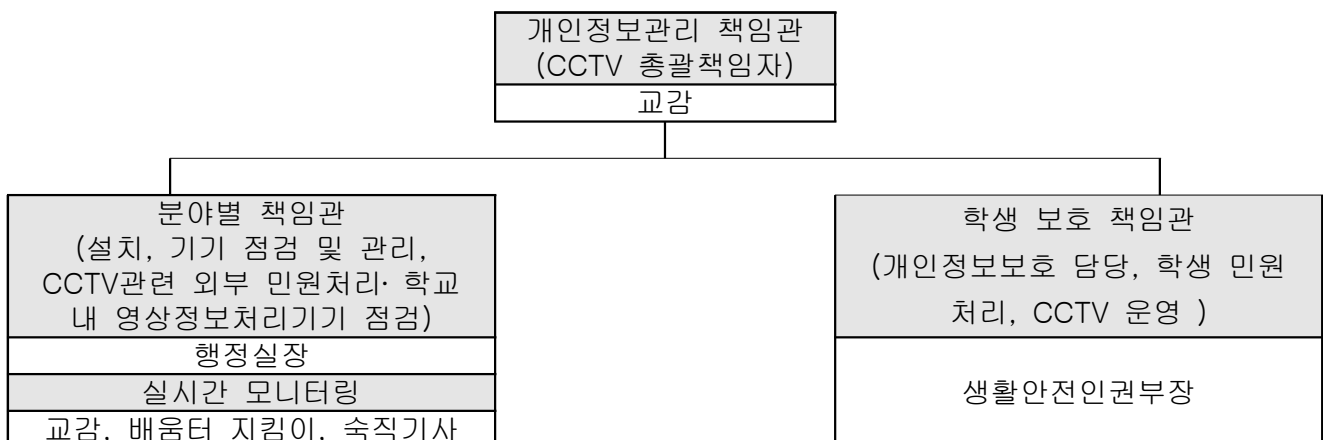 개인정보관리 책임관
(CCTV 총괄책임자)
교감
분야별 책임관
(설치, 기기 점검 및 관리,
CCTV관련 외부 민원처리· 학교
내 영상정보처리기기 점검)
행정실장
실시간 모니터링
교감, 배움터 지킴이, 숙직기사
학생 보호 책임관
(개인정보보호 담당, 학생 민원
처리, CCTV 운영 )
생활안전인권부장